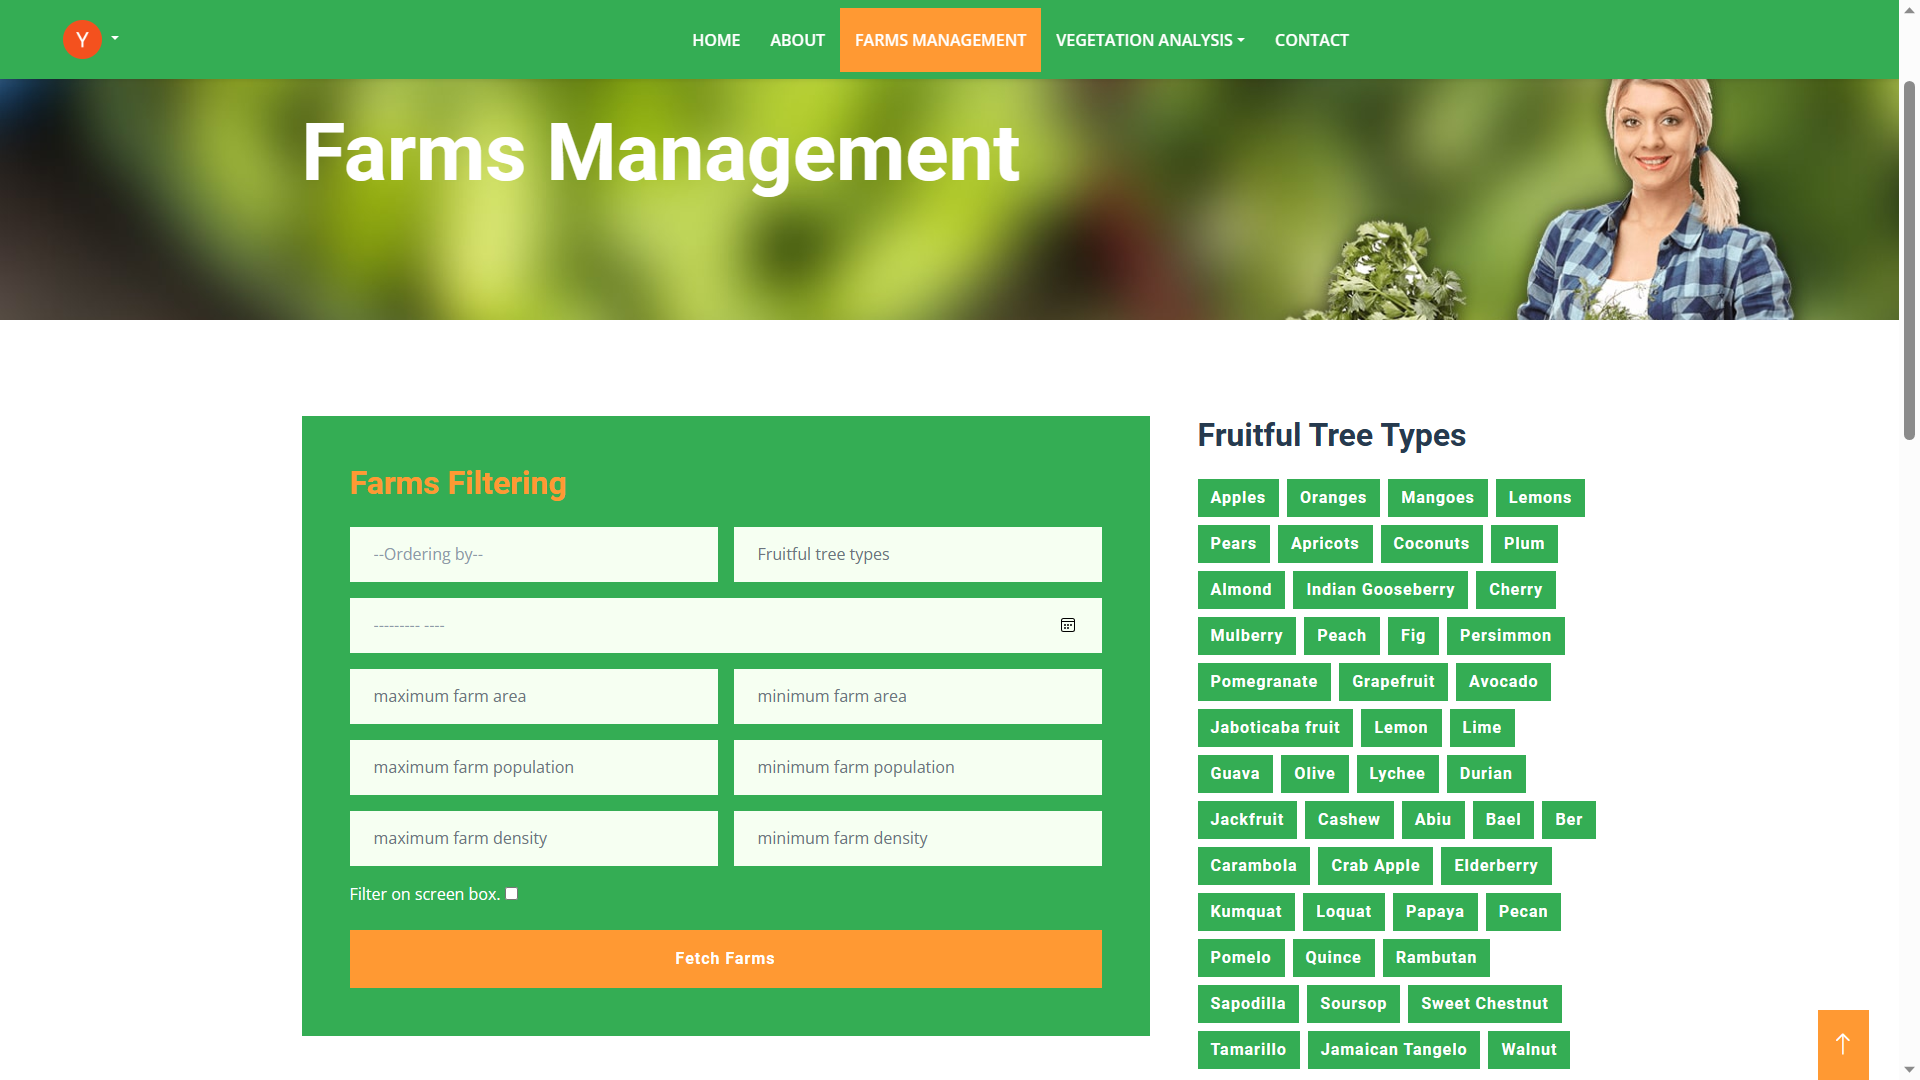 Y
HOME ABOUT FARMS MANAGEMENT VEGETATION ANALYSIS CONTACT
Farms Management
Farms Filtering
--Ordering by-- Fruitful tree types
--------- ----
maximum farm area minimum farm area
maximum farm population minimum farm population
maximum farm density minimum farm density
Filter on screen box.
Fetch Farms
Fruitful Tree Types
Apples Oranges Mangoes Lemons
Pears Apricots Coconuts Plum
Almond Indian Gooseberry Cherry
Mulberry Peach Fig Persimmon
Pomegranate Grapefruit Avocado
Jaboticaba fruit Lemon Lime
Guava Olive Lychee Durian
Jackfruit Cashew Abiu Bael Ber
Carambola Crab Apple Elderberry
Kumquat Loquat Papaya Pecan
Pomelo Quince Rambutan
Sapodilla Soursop Sweet Chestnut
Tamarillo Jamaican Tangelo Walnut